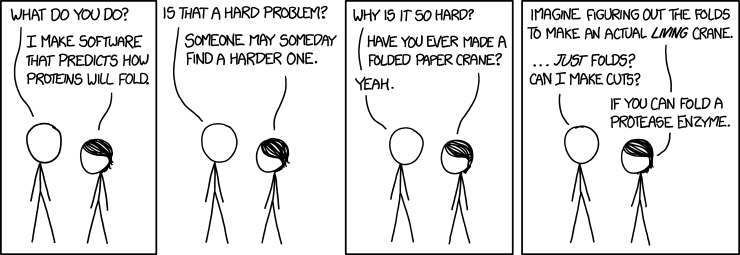 WHAT DO YOU DO?
I MAKE SOFTWARE
THAT PREDICTS HOW
PROTEINS WILL FOLD.
IS THAT A HARD PROBLEM?
SOMEONE MAY SOMEDAY
FIND A HARDER ONE.
WHY IS IT SO HARD?
HAVE YOU EVER MADE A
FOLDED PAPER CRANE?
YEAH.
IMAGINE FIGURING OUT THE FOLDS
TO MAKE AN ACTUAL LIVING CRANE.
...JUST FOLDS?
CAN I MAKE CUTS?
IF YOU CAN FOLD A
PROTEASE ENZYME.